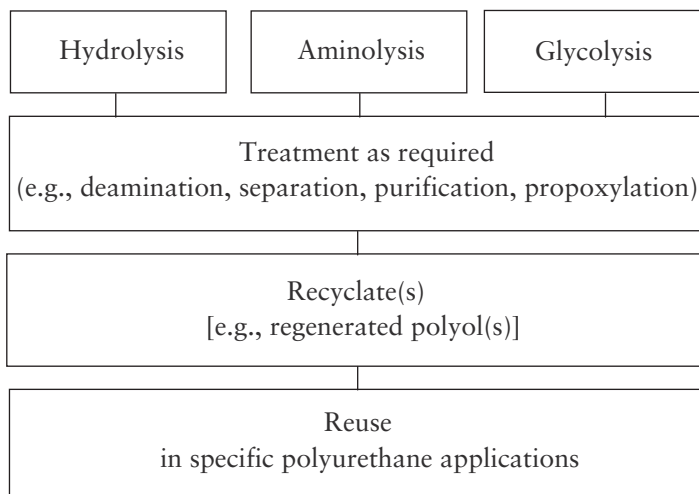 Hydrolysis
Aminolysis
Glycolysis
Treatment as required
(e.g., deamination, separation, purification, propoxylation)
Recyclate(s)
[e.g., regenerated polyol(s)]
Reuse
in specific polyurethane applications